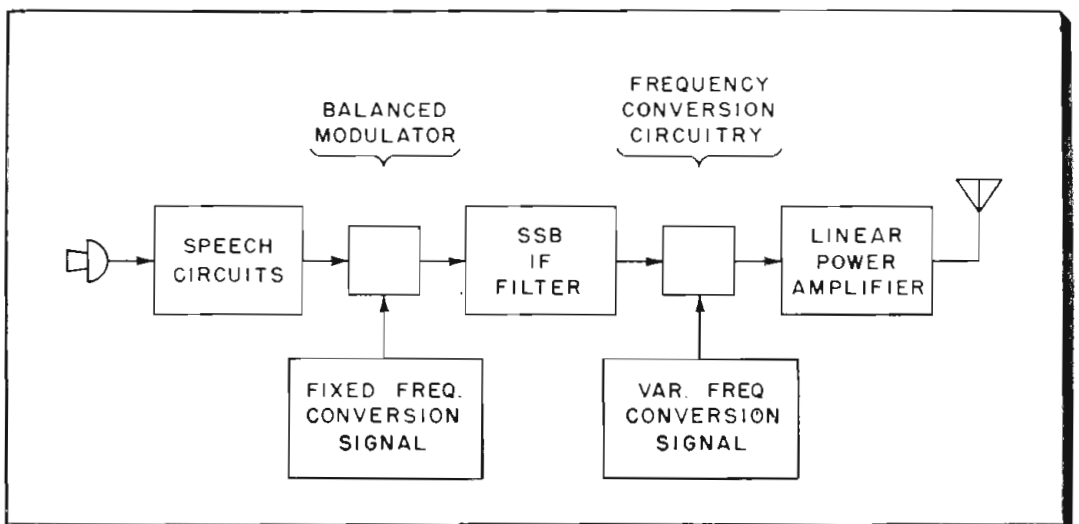 BALANCED
MODULATOR
FREQUENCY
CONVERSION
CIRCUITRY
SPEECH
CIRCUITS
SSB
IF
FILTER
LINEAR
POWER
AMPLIFIER
FIXED FREQ.
CONVERSION
SIGNAL
VAR. FREQ
CONVERSION
SIGNAL